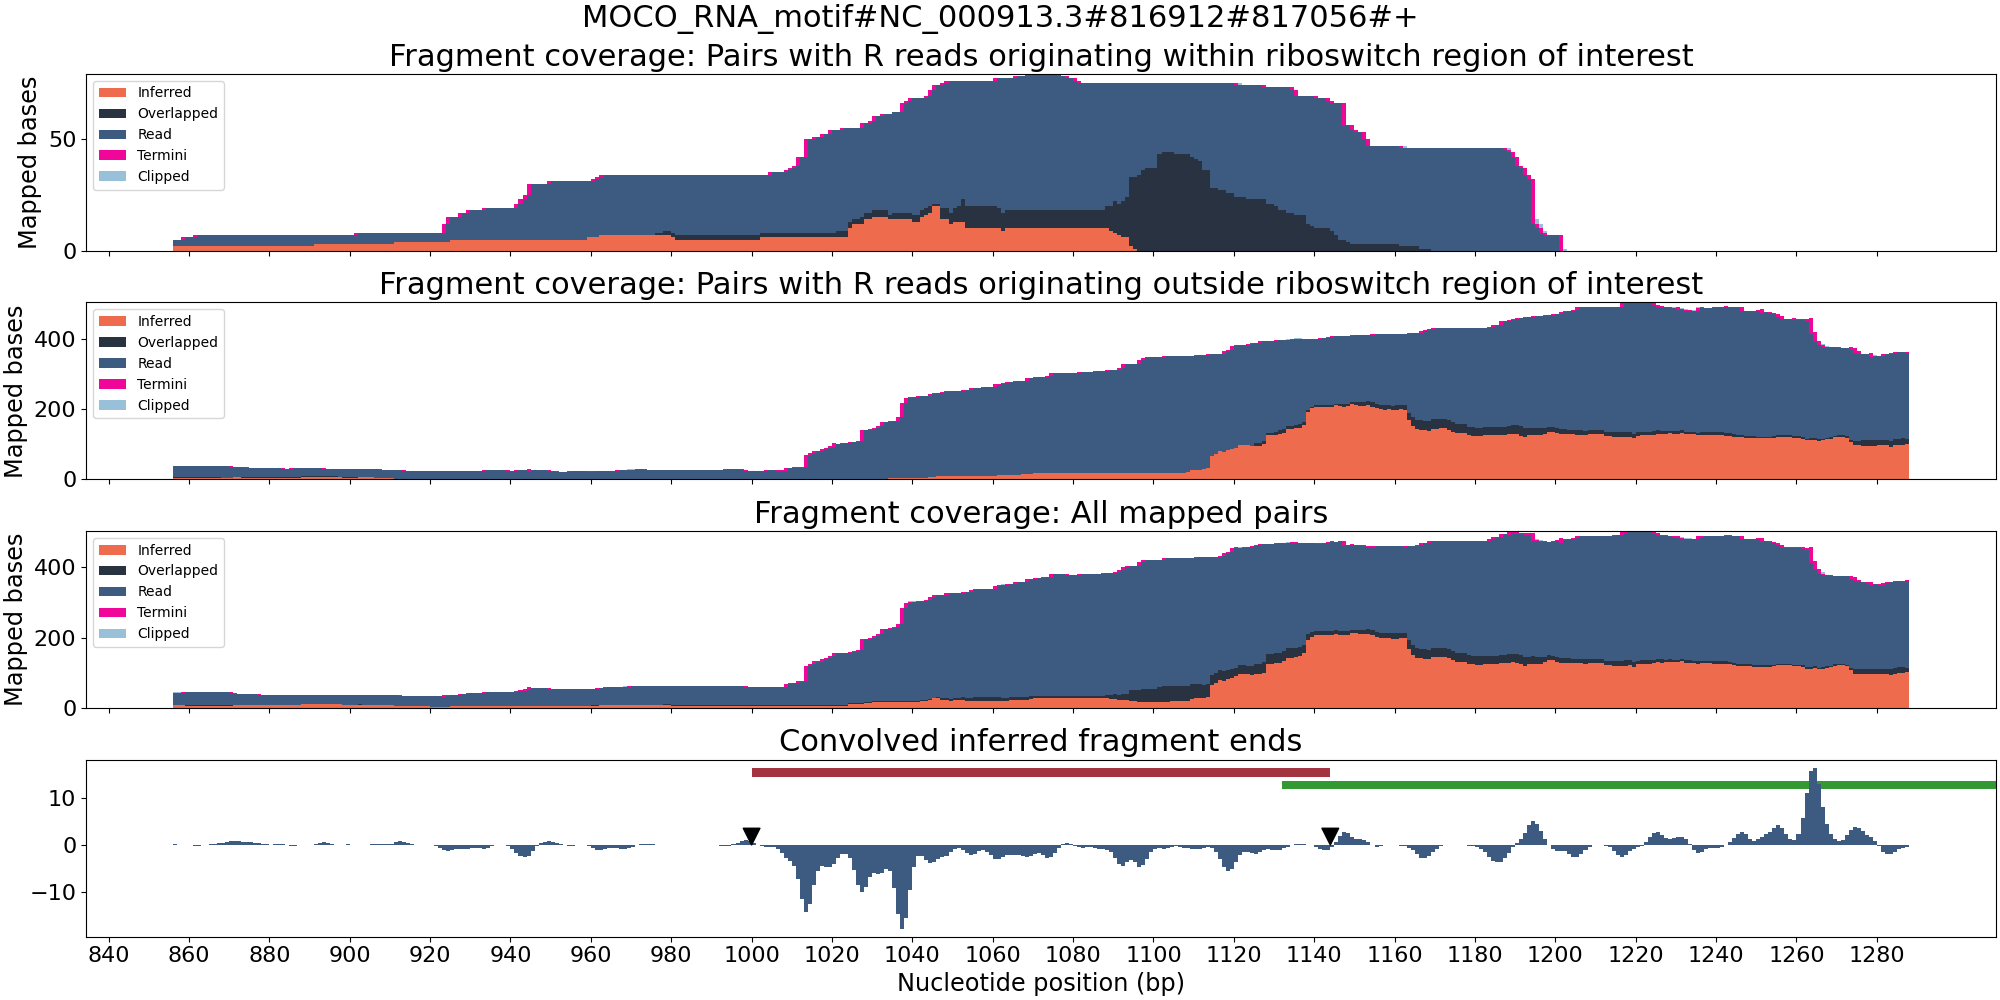 MOCO_RNA_motif#NC_000913.3#816912#817056#+
Fragment coverage: Pairs with R reads originating within riboswitch region of interest
Mapped bases
50
0
Inferred
Overlapped
Read
Termini
Clipped
Fragment coverage: Pairs with R reads originating outside riboswitch region of interest
Mapped bases
400
200
0
Inferred
Overlapped
Read
Termini
Clipped
Fragment coverage: All mapped pairs
Mapped bases
400
200
0
Inferred
Overlapped
Read
Termini
Clipped
Convolved inferred fragment ends
10
0
−10
840 860 880 900 920 940 960 980 1000 1020 1040 1060 1080 1100 1120 1140 1160 1180 1200 1220 1240 1260 1280
Nucleotide position (bp)